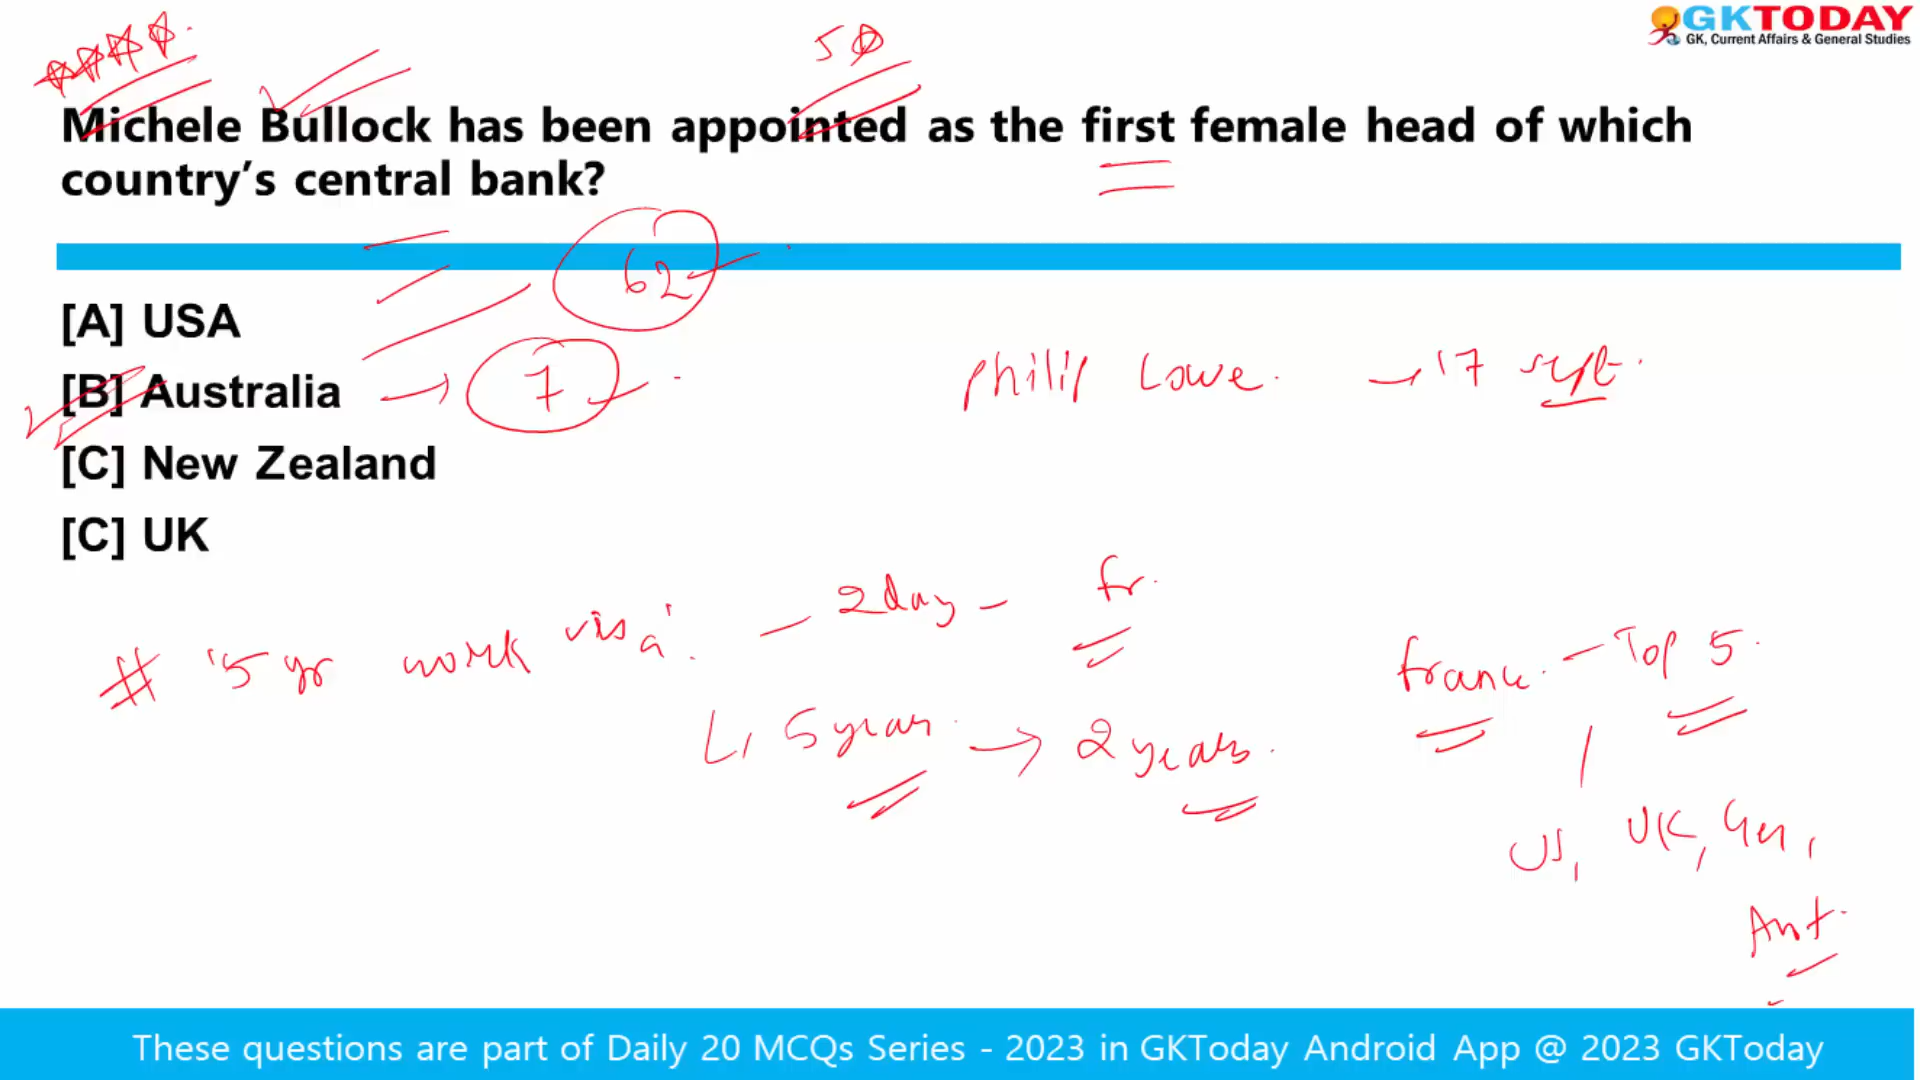 GKTODAY
GK, Current Affairs & General Studies
50
Michele Bullock has been appointed as the first female head of which
country’s central bank?
62
[A] USA
[B] Australia → 7
Philip Lowe. → 17 sept.
[C] New Zealand
[C] UK
# '5 yr work visa'. - 2 day - fr.
5 years → 2 years.
- Top 5.
US, UK, Ger,
These questions are part of Daily 20 MCQs Series - 2023 in GKToday Android App @ 2023 GKToday